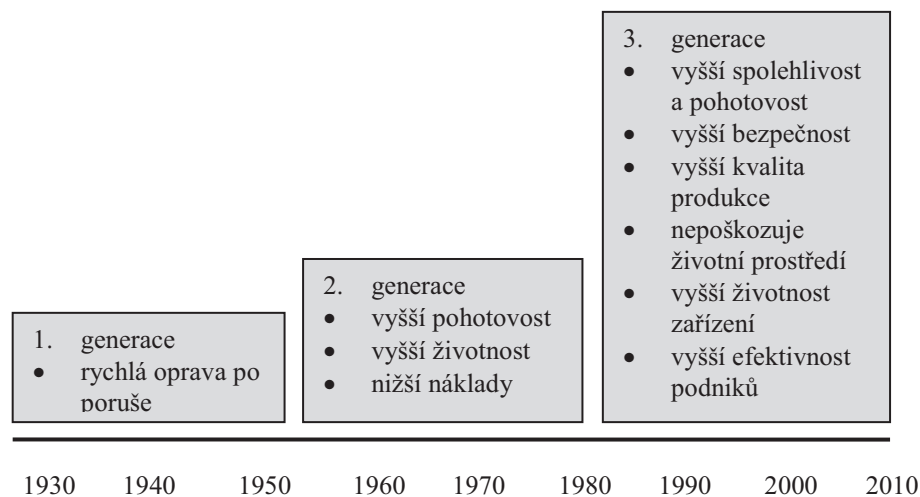 1. generace
• rychlá oprava po
poruše
2. generace
• vyšší pohotovost
• vyšší životnost
• nižší náklady
3. generace
• vyšší spolehlivost
a pohotovost
• vyšší bezpečnost
• vyšší kvalita
produkce
• nepoškozuje
životní prostředí
• vyšší životnost
zařízení
• vyšší efektivnost
podniků
1930 1940 1950 1960 1970 1980 1990 2000 2010